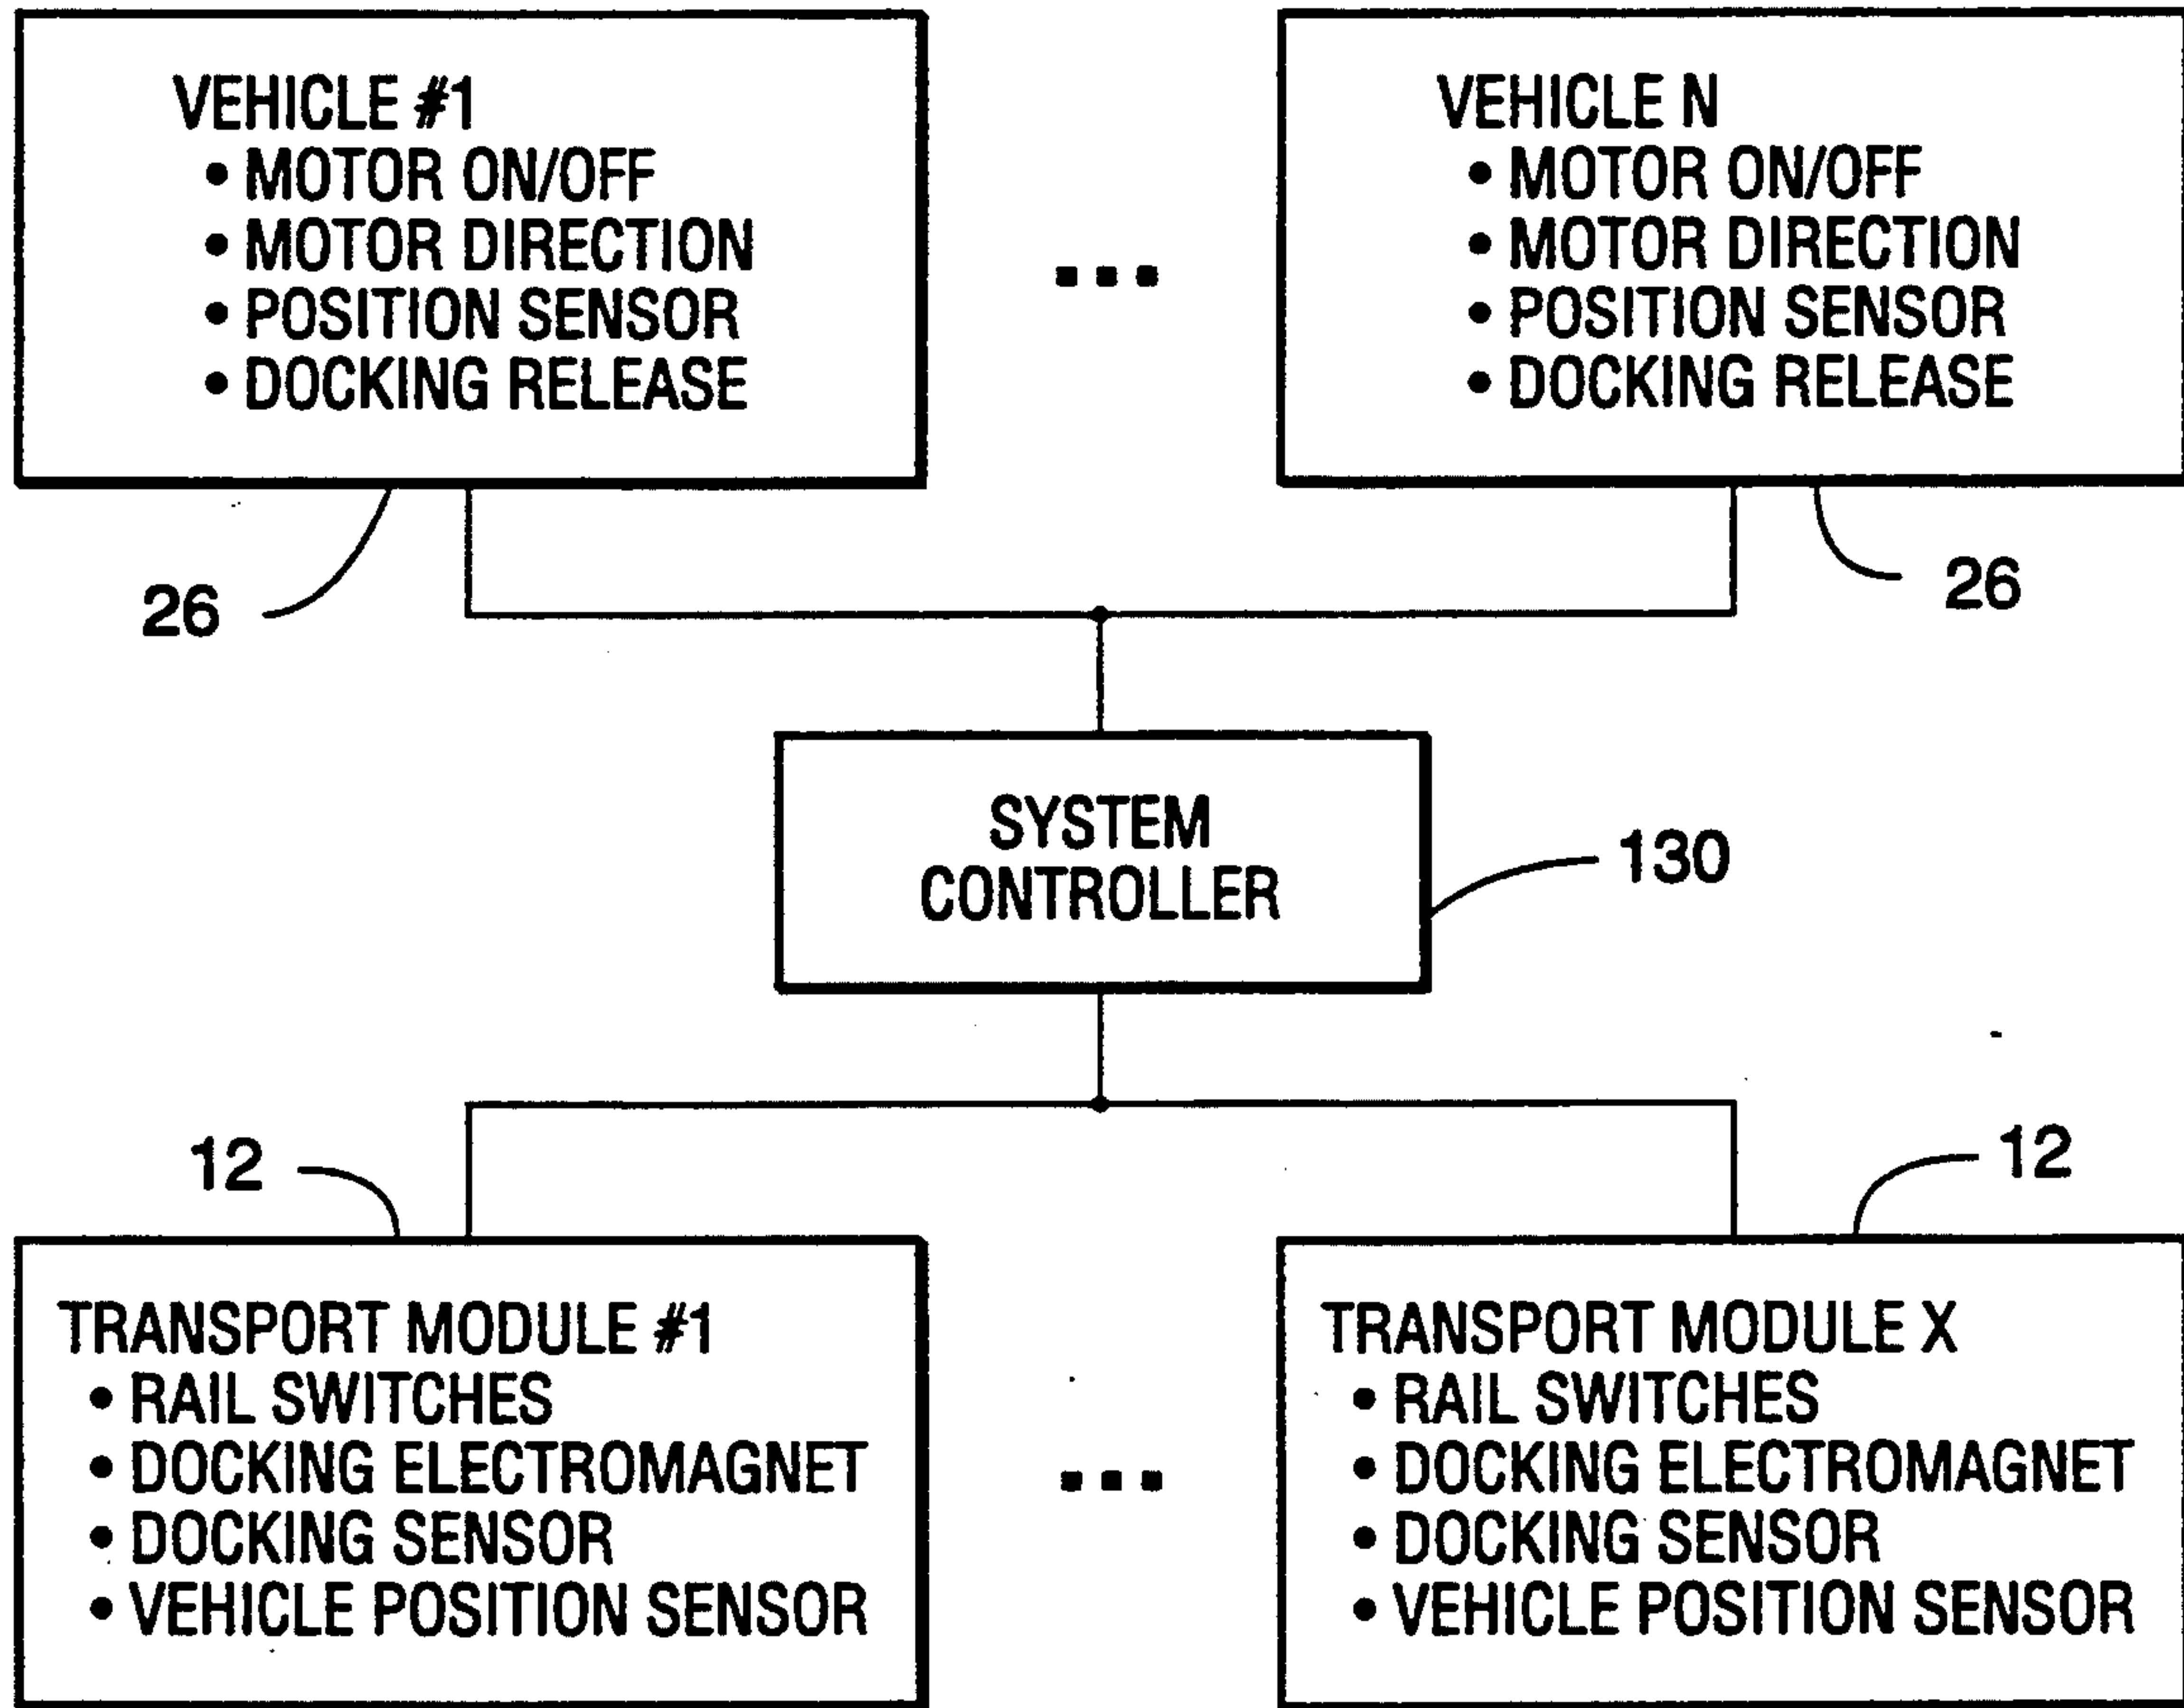 VEHICLE #1
• MOTOR ON/OFF
• MOTOR DIRECTION
• POSITION SENSOR
• DOCKING RELEASE
...
VEHICLE N
• MOTOR ON/OFF
• MOTOR DIRECTION
• POSITION SENSOR
• DOCKING RELEASE
26
26
SYSTEM
CONTROLLER
130
12
12
TRANSPORT MODULE #1
• RAIL SWITCHES
• DOCKING ELECTROMAGNET
• DOCKING SENSOR
• VEHICLE POSITION SENSOR
...
TRANSPORT MODULE X
• RAIL SWITCHES
• DOCKING ELECTROMAGNET
• DOCKING SENSOR
• VEHICLE POSITION SENSOR